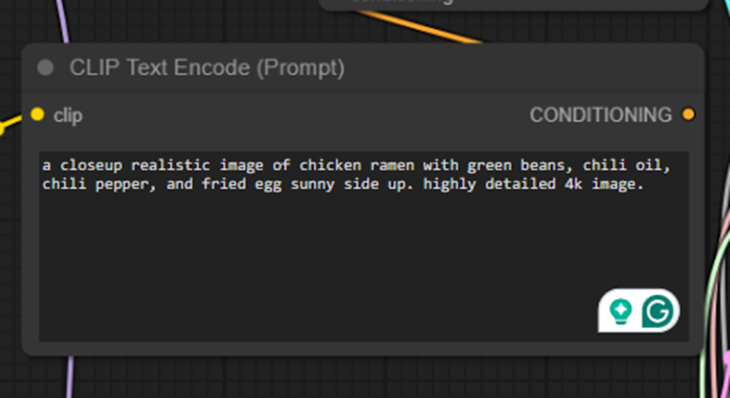 CLIP Text Encode (Prompt)
clip
CONDITIONING
a closeup realistic image of chicken ramen with green beans, chili oil,
chili pepper, and fried egg sunny side up. highly detailed 4k image.